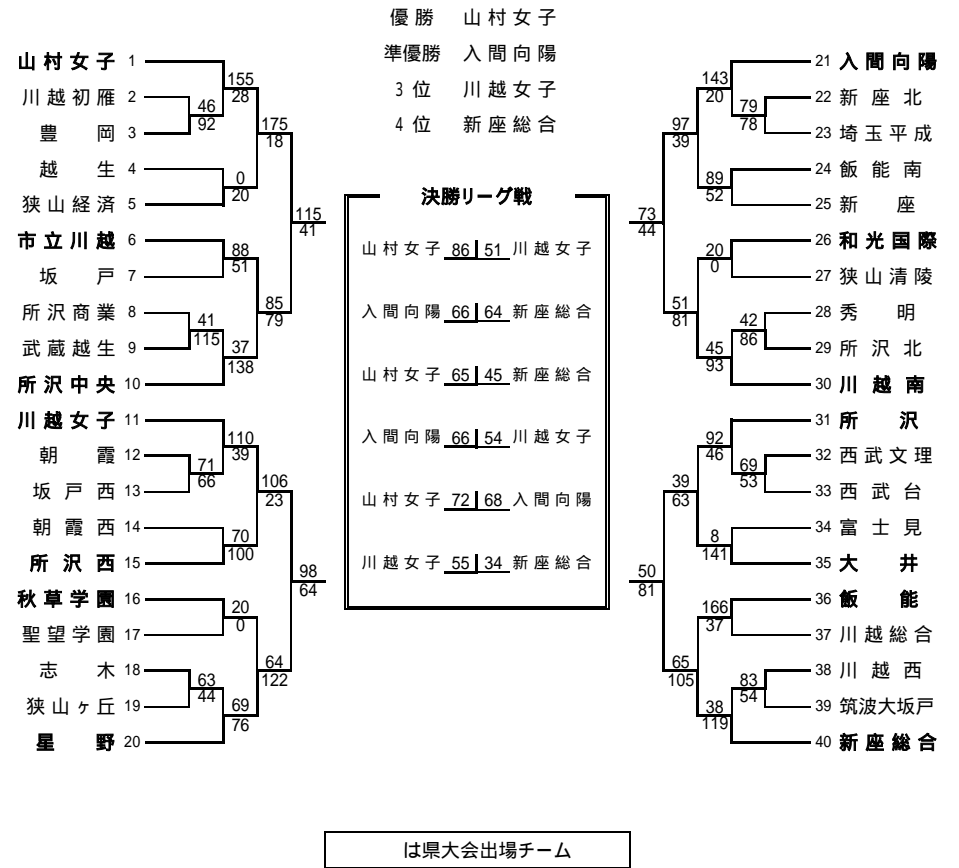 優勝 山村女子
準優勝 入間向陽
3位 川越女子
4位 新座総合
山村女子 1
川越初雁 2
豊岡 3
越生 4
狭山経済 5
市立川越 6
坂戸 7
所沢商業 8
武蔵越生 9
所沢中央 10
川越女子 11
朝霞 12
坂戸西 13
朝霞西 14
所沢西 15
秋草学園 16
聖望学園 17
志木 18
狭山ヶ丘 19
星野 20
155
28
46
92
175
18
0
20
115
41
88
51
85
79
41
115
37
138
110
39
71
66
106
23
70
100
98
64
20
0
64
122
63
44
69
76
決勝リーグ戦
山村女子 86 51 川越女子
入間向陽 66 64 新座総合
山村女子 65 45 新座総合
入間向陽 66 54 川越女子
山村女子 72 68 入間向陽
川越女子 55 34 新座総合
143
20
79
78
97
39
89
52
73
44
20
0
51
81
42
86
45
93
92
46
69
53
39
63
8
141
50
81
166
37
65
105
83
54
38
119
21 入間向陽
22 新座北
23 埼玉平成
24 飯能南
25 新座
26 和光国際
27 狭山清陵
28 秀明
29 所沢北
30 川越南
31 所沢
32 西武文理
33 西武台
34 富士見
35 大井
36 飯能
37 川越総合
38 川越西
39 筑波大坂戸
40 新座総合
は県大会出場チーム